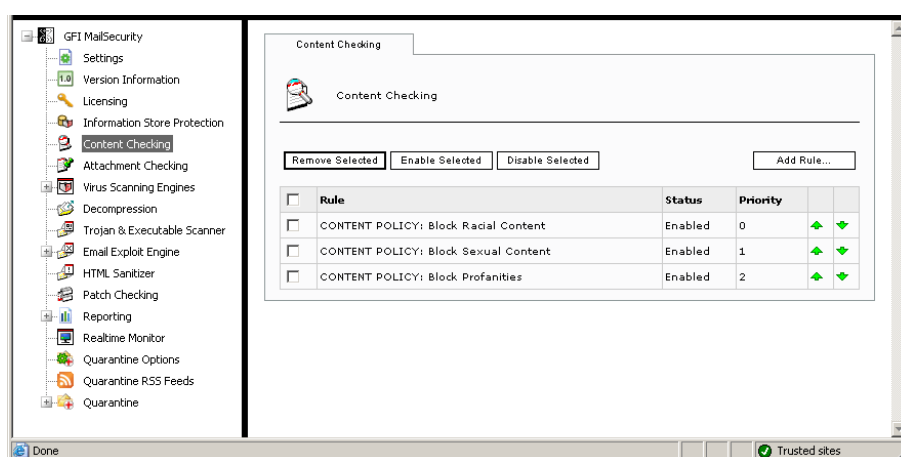 GFI MailSecurity
Settings
1.0 Version Information
Licensing
Information Store Protection
Content Checking
Attachment Checking
Virus Scanning Engines
Decompression
Trojan & Executable Scanner
Email Exploit Engine
HTML Sanitizer
Patch Checking
Reporting
Realtime Monitor
Quarantine Options
Quarantine RSS Feeds
Quarantine
Content Checking
Content Checking
Remove Selected Enable Selected Disable Selected Add Rule...
Rule Status Priority
CONTENT POLICY: Block Racial Content Enabled 0
CONTENT POLICY: Block Sexual Content Enabled 1
CONTENT POLICY: Block Profanities Enabled 2
Done Trusted sites